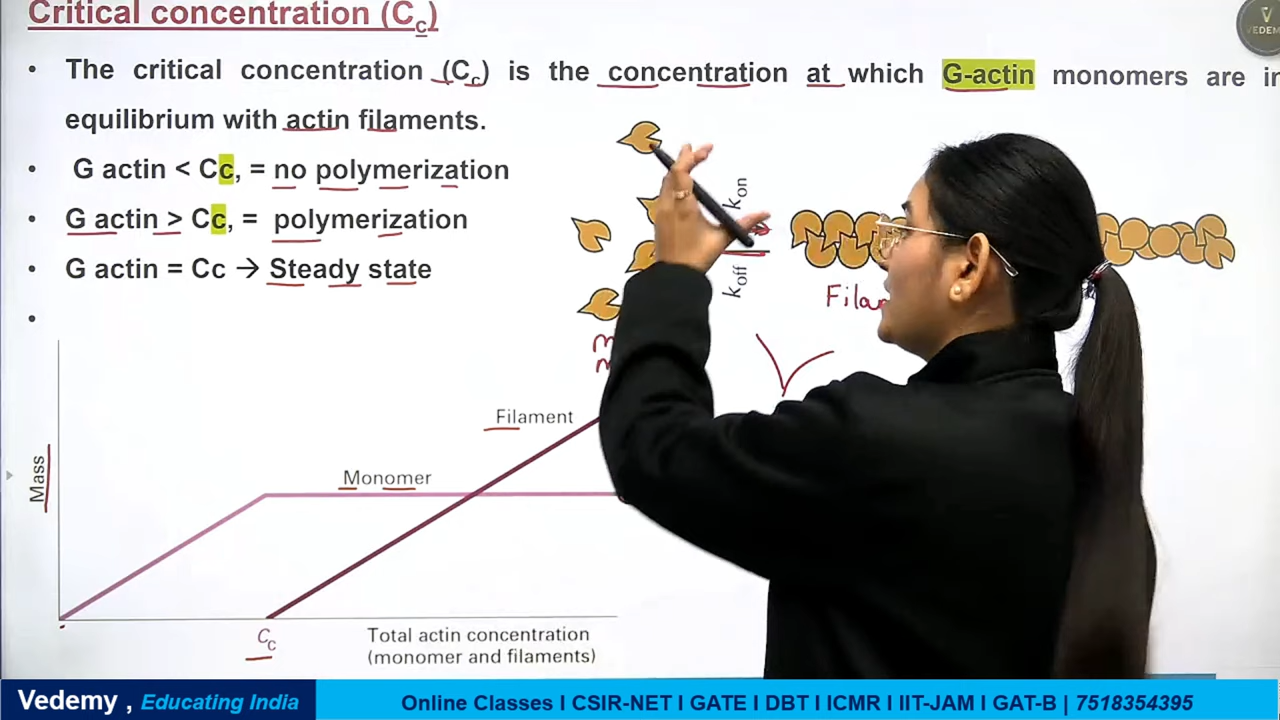 Critical concentration (Cc)
V
VEDEM
• The critical concentration (Cc) is the concentration at which G-actin monomers are in
equilibrium with actin filaments.
• G actin < Cc, = no polymerization
• G actin > Cc, = polymerization
• G actin = Cc → Steady state
•
kon
koff
Fila
Filament
Monomer
Mass
Cc
Total actin concentration
(monomer and filaments)
Vedemy , Educating India
Online Classes I CSIR-NET I GATE I DBT I ICMR I IIT-JAM I GAT-B | 7518354395